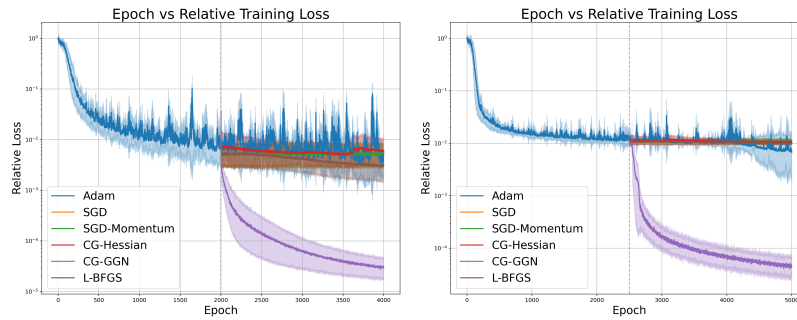 Epoch vs Relative Training Loss
Relative Loss
10⁰
10⁻¹
10⁻²
10⁻³
10⁻⁴
10⁻⁵
Adam
SGD
SGD-Momentum
CG-Hessian
CG-GGN
L-BFGS
0 500 1000 1500 2000 2500 3000 3500 4000
Epoch
Epoch vs Relative Training Loss
Relative Loss
10⁰
10⁻¹
10⁻²
10⁻³
10⁻⁴
Adam
SGD
SGD-Momentum
CG-Hessian
CG-GGN
L-BFGS
0 1000 2000 3000 4000 5000
Epoch